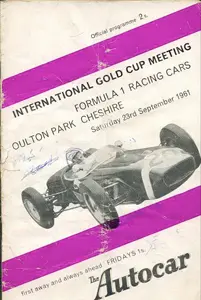 Official programme 2s.
INTERNATIONAL GOLD CUP MEETING
FORMULA 1 RACING CARS
OULTON PARK CHESHIRE
Saturday 23rd September 1961
first away and always ahead FRIDAYS 1s.
The Autocar